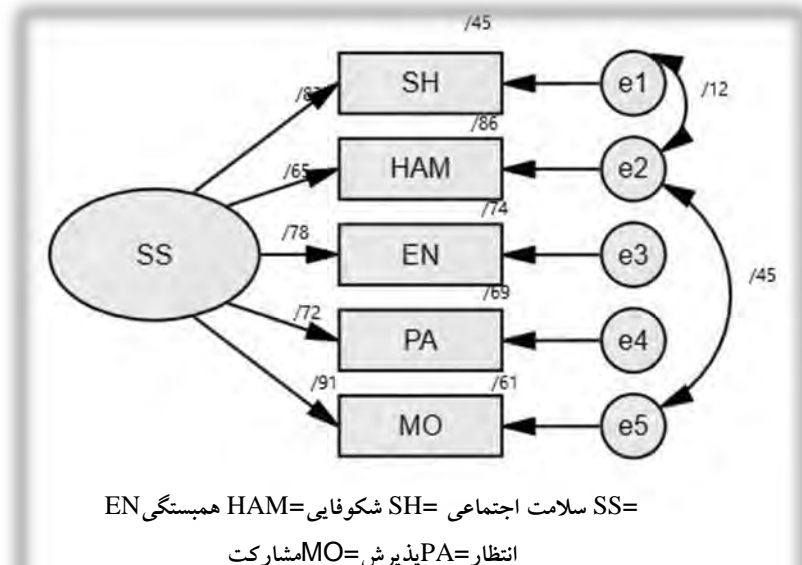 /45
SH
e1
/12
/86
/65
HAM
e2
/74
SS
/78
EN
e3
/45
/69
/72
PA
e4
/91
/61
MO
e5
=SS سلامت اجتماعی =SH شکوفایی=HAM همبستگیEN
انتظار=PAپذیرش=MOمشارکت